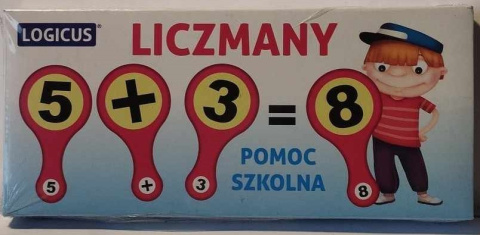 LOGICUS®
LICZMANY
5 + 3 = 8
POMOC
SZKOLNA
5 + 3 8